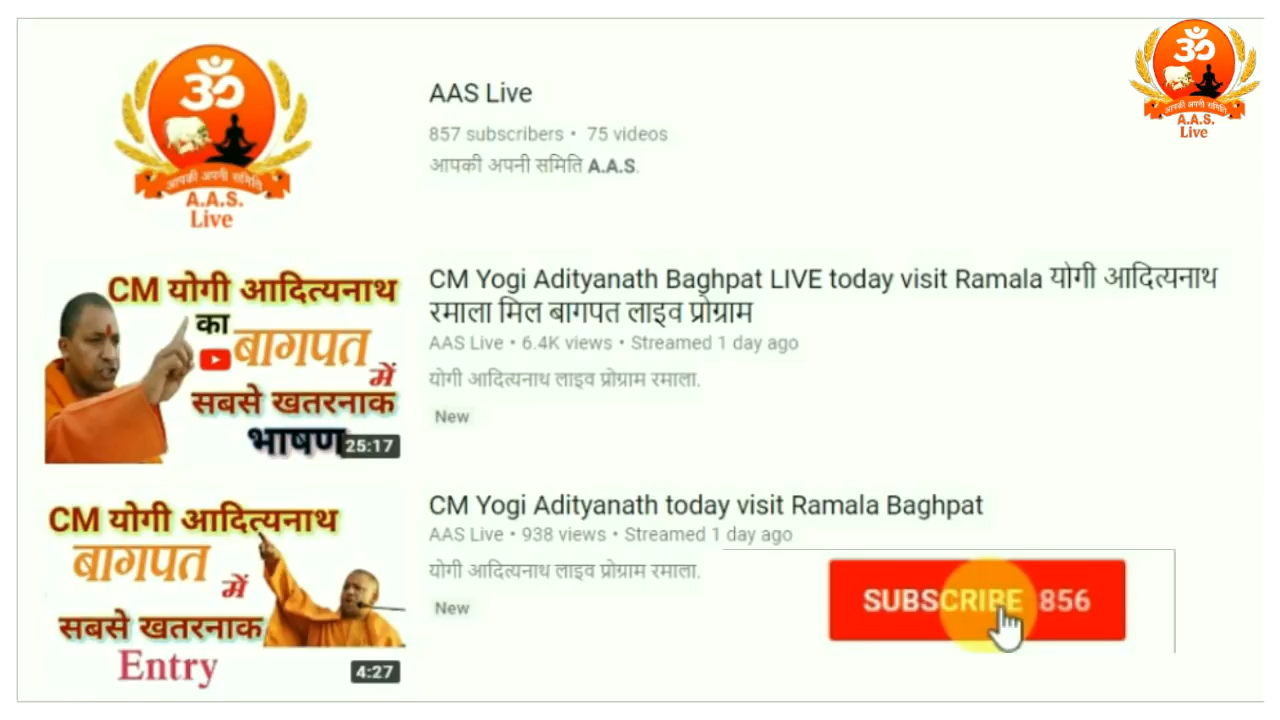 ॐ
आपकी अपनी समिति
A.A.S.
Live
AAS Live
857 subscribers • 75 videos
आपकी अपनी समिति A.A.S.
ॐ
आपकी अपनी समिति
A.A.S.
Live
CM योगी आदित्यनाथ
का
बागपत
में
सबसे खतरनाक
भाषण
25:17
CM Yogi Adityanath Baghpat LIVE today visit Ramala योगी आदित्यनाथ
रमाला मिल बागपत लाइव प्रोग्राम
AAS Live • 6.4K views • Streamed 1 day ago
योगी आदित्यनाथ लाइव प्रोग्राम रमाला.
New
CM योगी आदित्यनाथ
बागपत
में
सबसे खतरनाक
Entry
4:27
CM Yogi Adityanath today visit Ramala Baghpat
AAS Live • 938 views • Streamed 1 day ago
योगी आदित्यनाथ लाइव प्रोग्राम रमाला.
New
SUBSCRIBE 856